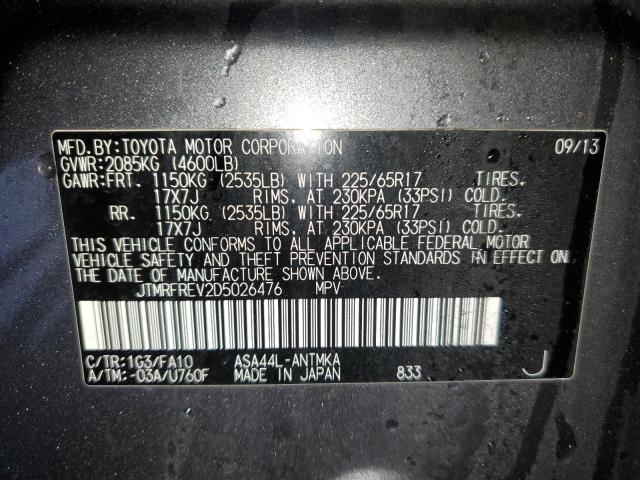 MFD.BY:TOYOTA MOTOR CORPORATION 09/13
GVWR:2085KG (4600LB)
GAWR:FRT. 1150KG (2535LB) WITH 225/65R17 TIRES.
17X7J RIMS. AT 230KPA (33PSI) COLD.
RR. 1150KG (2535LB) WITH 225/65R17 TIRES.
17X7J RIMS. AT 230KPA (33PSI) COLD.
THIS VEHICLE CONFORMS TO ALL APPLICABLE FEDERAL MOTOR
VEHICLE SAFETY AND THEFT PREVENTION STANDARDS IN EFFECT ON
THE DATE OF MANUFACTURE SHOWN ABOVE.
JTMRFREV2D5026476 MPV
C/TR:1G3/FA10 ASA44L-ANTMKA
A/TM:-03A/U760F MADE IN JAPAN 833 J